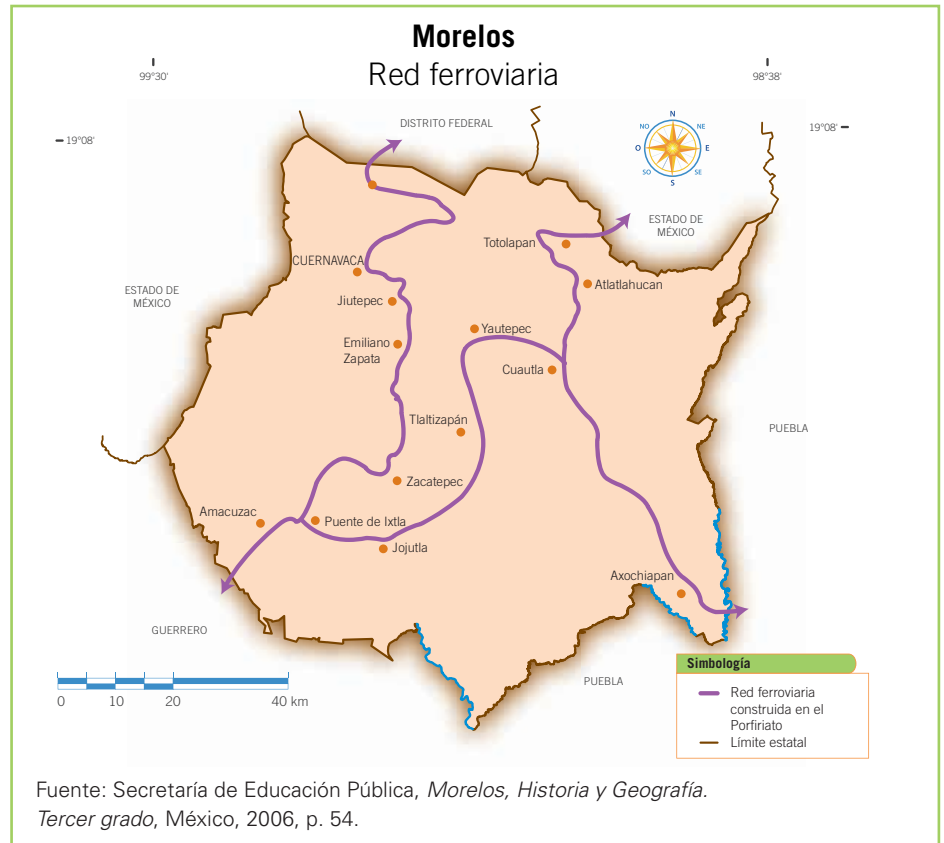 Morelos
Red ferroviaria
99°30'
98°38'
19°08'
19°08'
DISTRITO FEDERAL
N
NO
NE
O
E
SO
SE
S
ESTADO DE
MÉXICO
Totolapan
CUERNAVACA
Atlatlahucan
ESTADO DE
MÉXICO
Jiutepec
Yautepec
Emiliano
Zapata
Cuautla
Tlaltizapán
PUEBLA
Zacatepec
Amacuzac
Puente de Ixtla
Jojutla
Axochiapan
GUERRERO
PUEBLA
0 10 20 40 km
Simbología
Red ferroviaria
construida en el
Porfiriato
Límite estatal
Fuente: Secretaría de Educación Pública, Morelos, Historia y Geografía.
Tercer grado, México, 2006, p. 54.